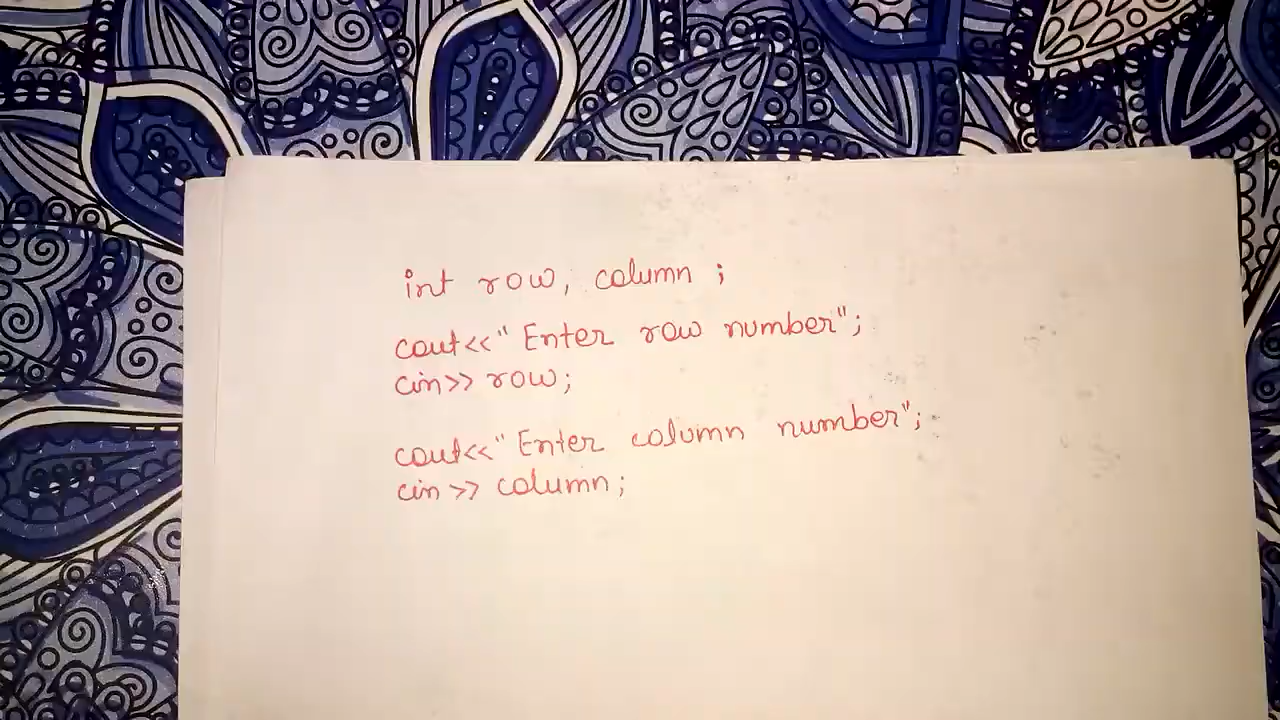 int row, column ;
cout<<" Enter row number";
cin>> row;
cout<<" Enter column number";
cin >> column;